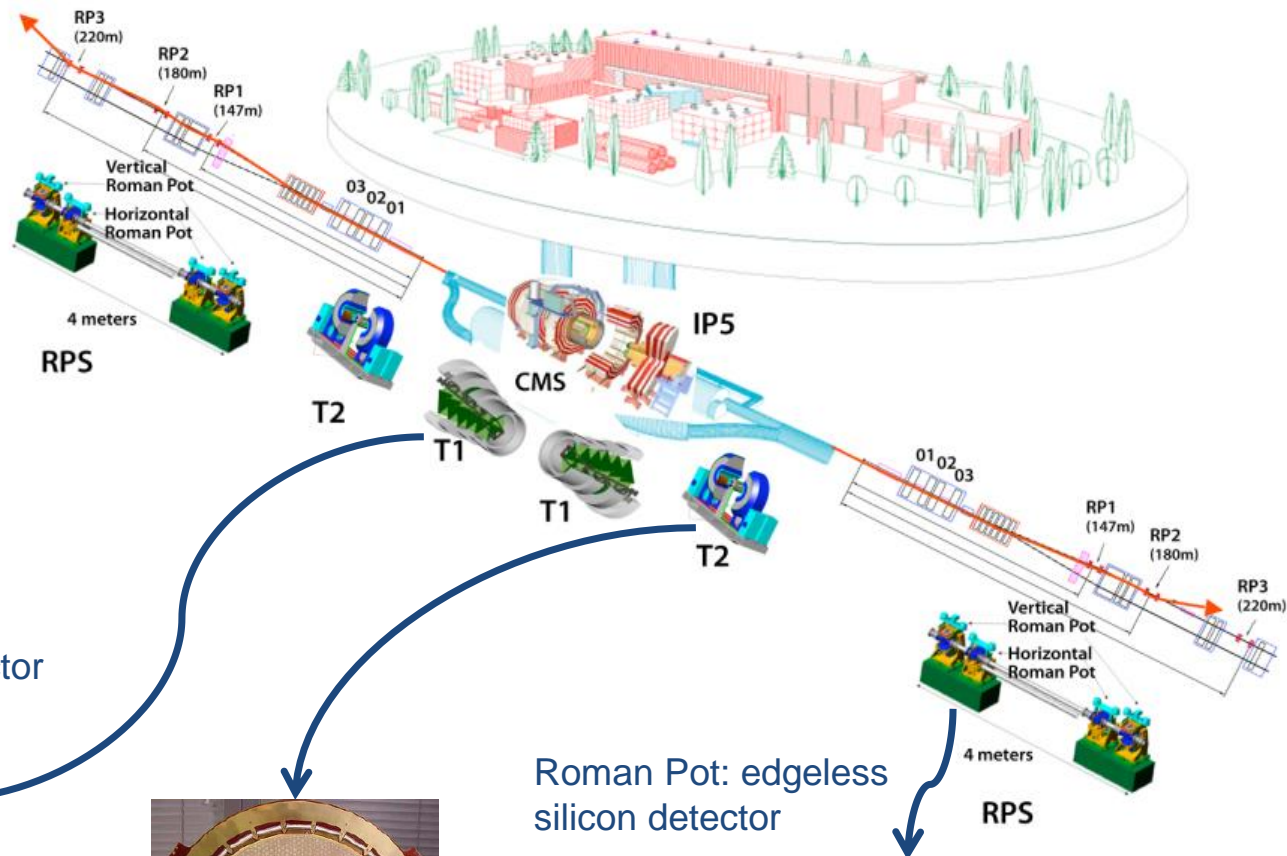 RP3
(220m)
RP2
(180m)
RP1
(147m)
Vertical
Roman Pot
Horizontal
Roman Pot
03
02
01
4 meters
RPS
T2
T1
CMS
IP5
T1
T2
01
02
03
RP1
(147m)
RP2
(180m)
RP3
(220m)
Vertical
Roman Pot
Horizontal
Roman Pot
4 meters
RPS
tor
Roman Pot: edgeless
silicon detector